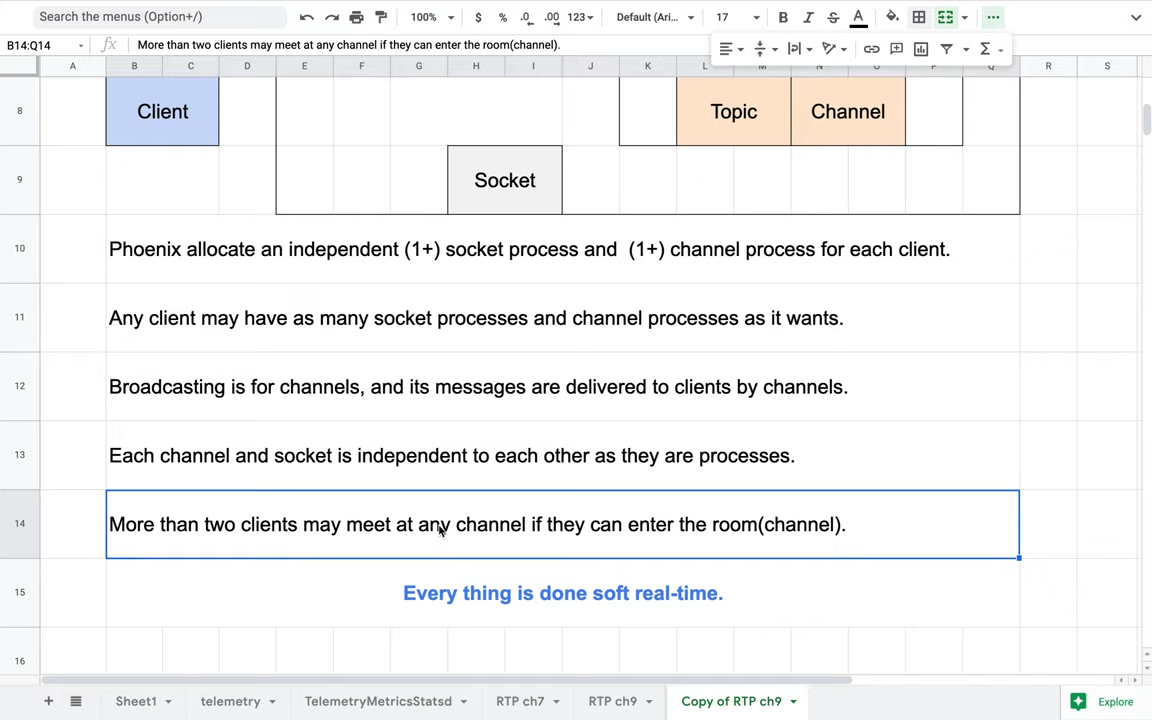 Search the menus (Option+/)
100%
$
%
.0
.00
123
Default (Ari...
17
B
I
S
A
B14:Q14
fx
More than two clients may meet at any channel if they can enter the room(channel).
A B C D E F G H I J K L M N O P Q R S
8
Client
Topic
Channel
9
Socket
10
Phoenix allocate an independent (1+) socket process and (1+) channel process for each client.
11
Any client may have as many socket processes and channel processes as it wants.
12
Broadcasting is for channels, and its messages are delivered to clients by channels.
13
Each channel and socket is independent to each other as they are processes.
14
More than two clients may meet at any channel if they can enter the room(channel).
15
Every thing is done soft real-time.
16
Sheet1
telemetry
TelemetryMetricsStatsd
RTP ch7
RTP ch9
Copy of RTP ch9
Explore